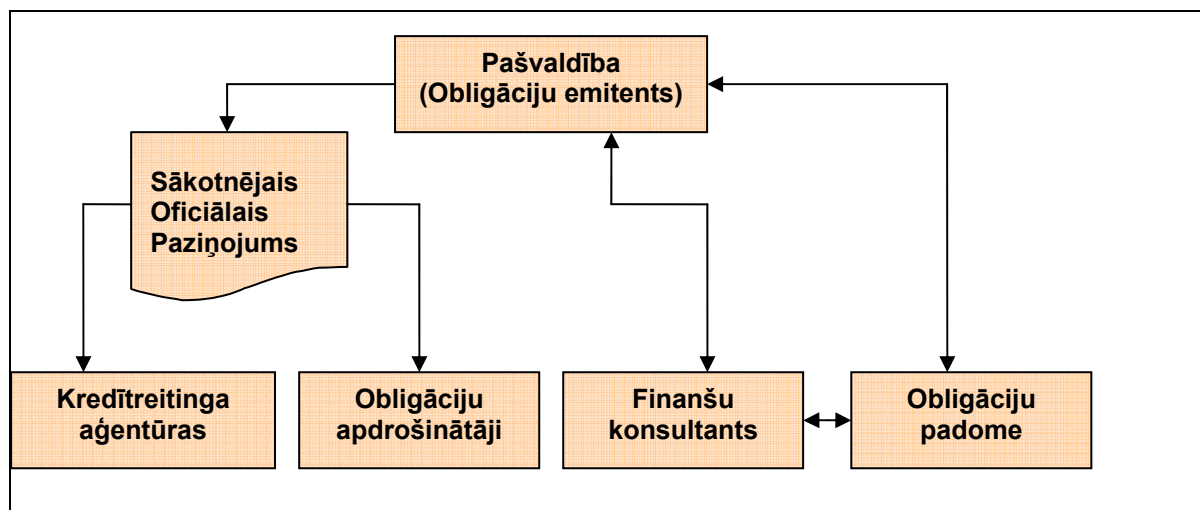 Pašvaldība
(Obligāciju emitents)
Sākotnējais
Oficiālais
Paziņojums
Kredītreitinga
aģentūras
Obligāciju
apdrošinātāji
Finanšu
konsultants
Obligāciju
padome